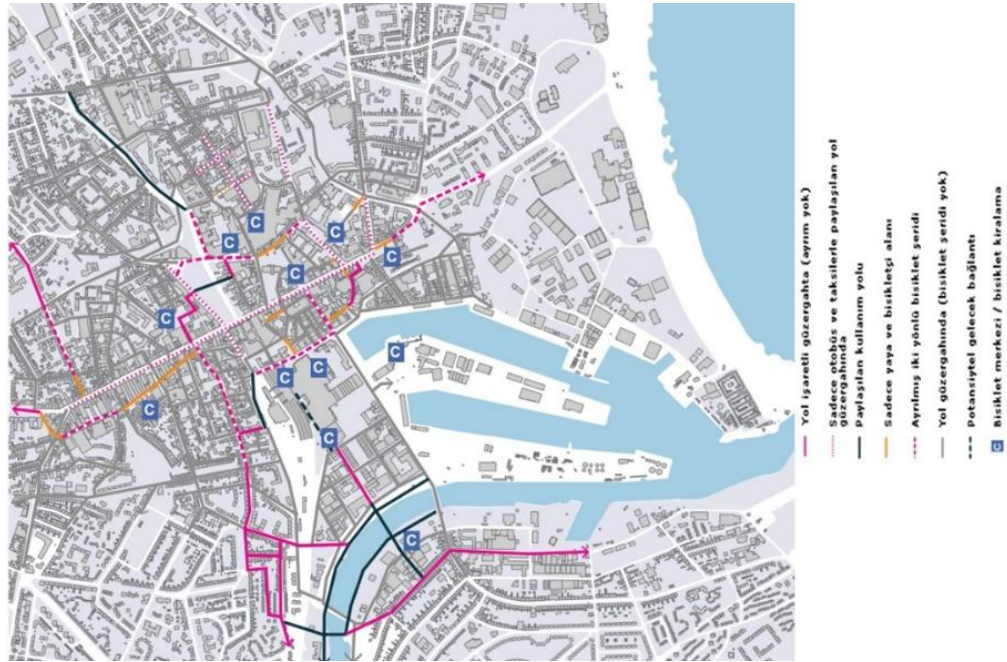 Yol işaretli güzergahta (ayrım yok)
Sadece otobüs ve taksilerle paylaşılan yol
güzergahında
Paylaşılan kullanım yolu
Sadece yaya ve bisikletçi alanı
Ayrılmış iki yönlü bisiklet şeridi
Yol güzergahında (bisiklet şeridi yok)
Potansiytel gelecek bağlantı
C Bisiklet merkezi / bisiklet kiralama
C
C
C
C
C
C
C
C
C
C
C
C